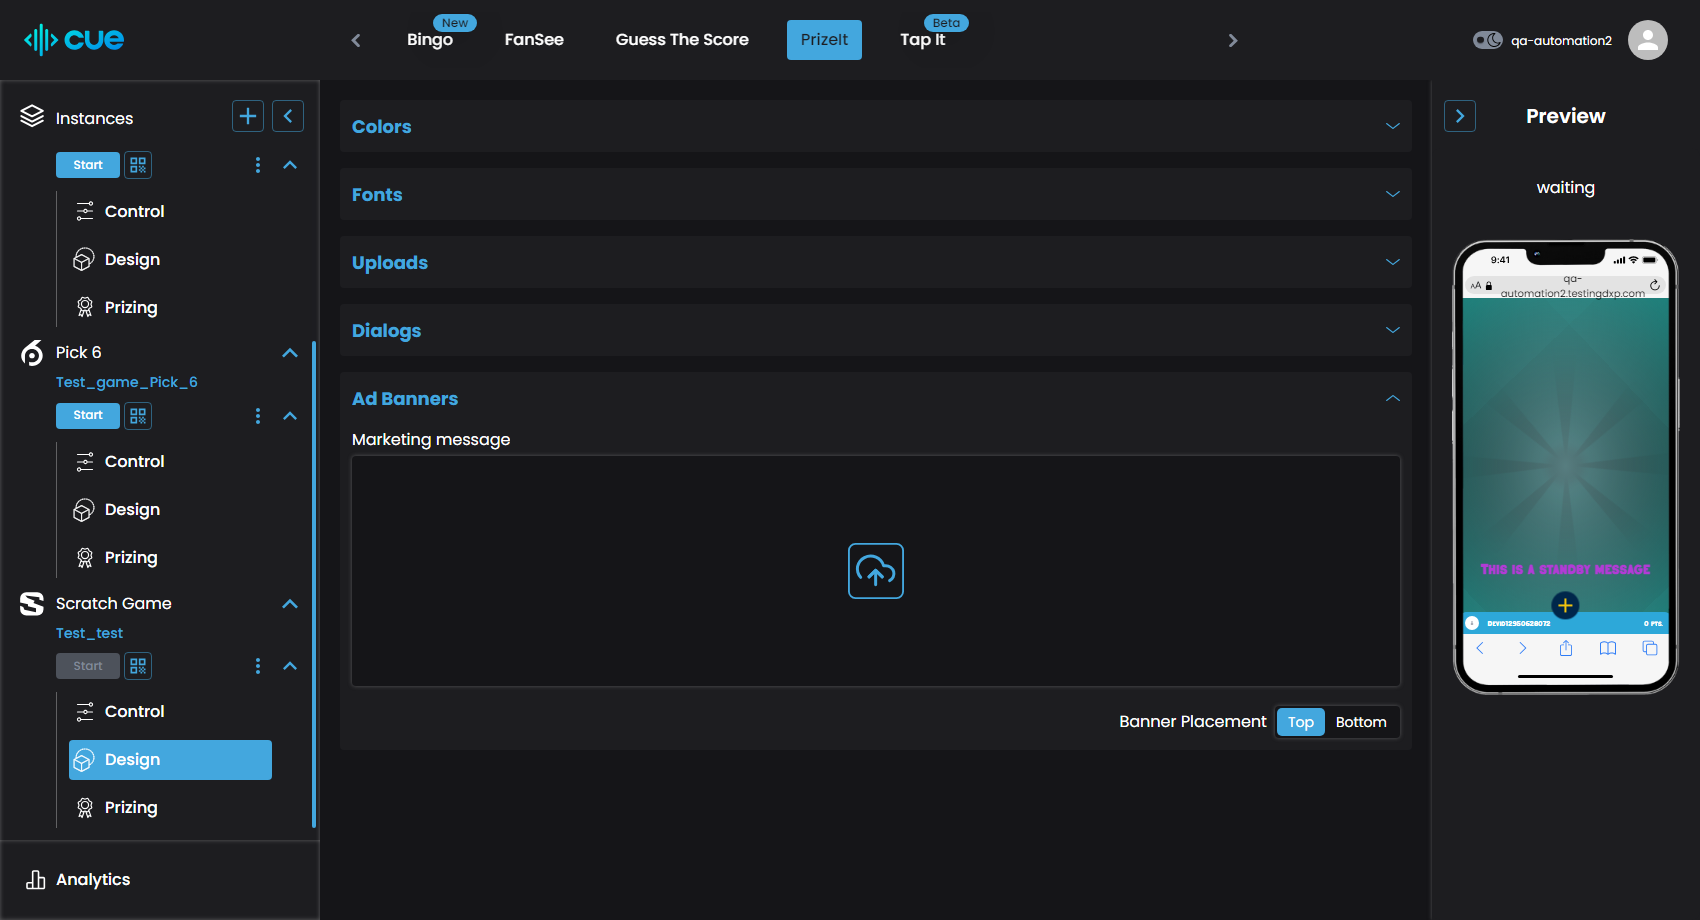 cue
Bingo
New
FanSee
Guess The Score
PrizeIt
Tap It
Beta
qa-automation2
Instances
Start
Control
Design
Prizing
Pick 6
Test_game_Pick_6
Start
Control
Design
Prizing
Scratch Game
Test_test
Start
Control
Design
Prizing
Analytics
Colors
Fonts
Uploads
Dialogs
Ad Banners
Marketing message
Banner Placement
Top
Bottom
Preview
waiting
9:41
AA
qa-
automation2.testingdxp.com
This is a standby message
0 PTS.